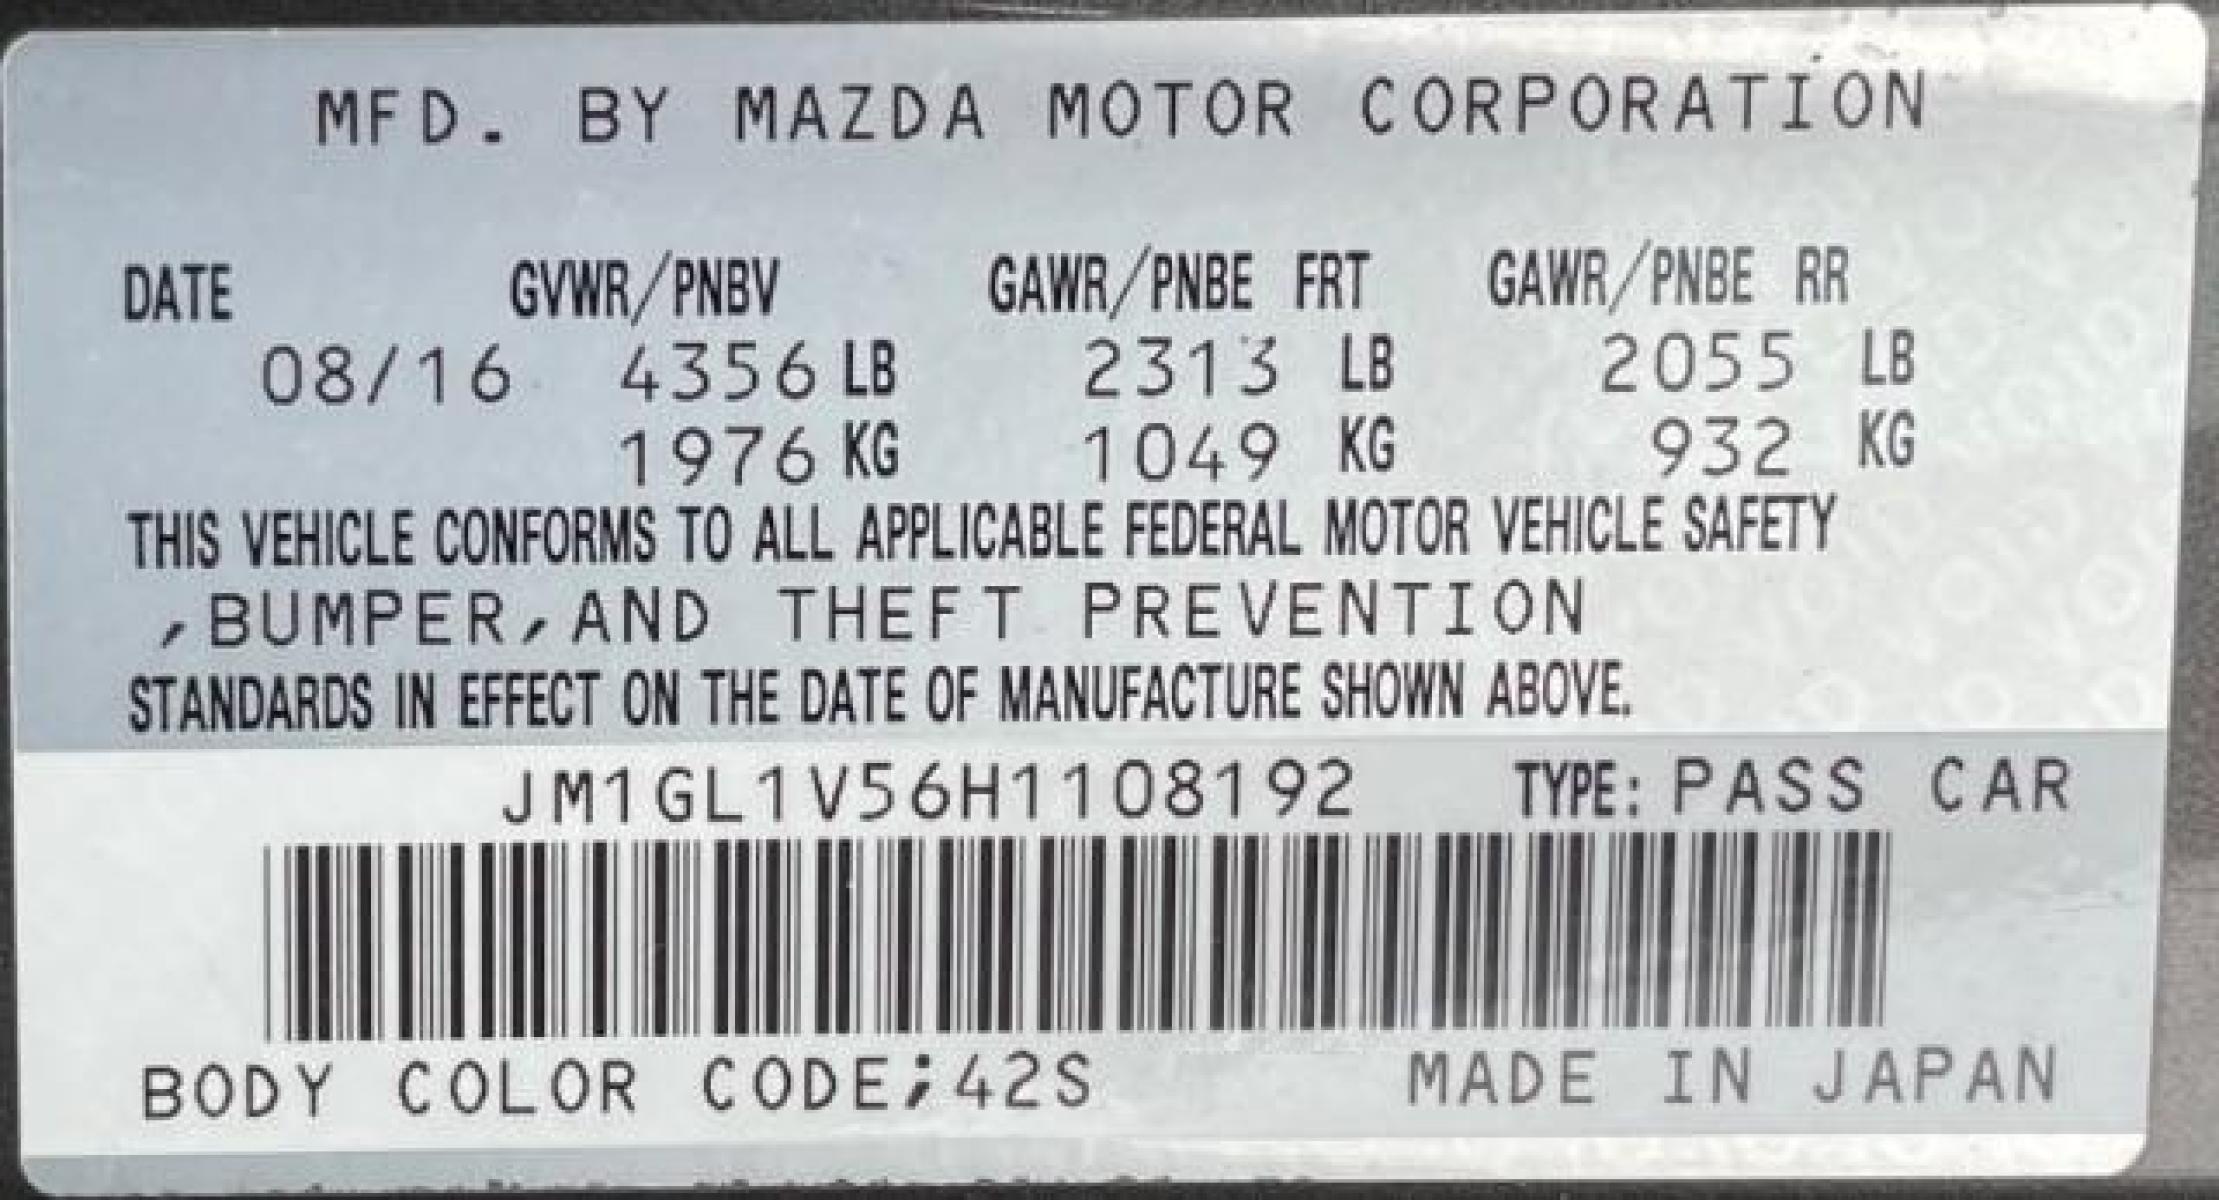 MFD. BY MAZDA MOTOR CORPORATION
DATE GVWR/PNBV GAWR/PNBE FRT GAWR/PNBE RR
08/16 4356 LB 2313 LB 2055 LB
1976 KG 1049 KG 932 KG
THIS VEHICLE CONFORMS TO ALL APPLICABLE FEDERAL MOTOR VEHICLE SAFETY
,BUMPER,AND THEFT PREVENTION
STANDARDS IN EFFECT ON THE DATE OF MANUFACTURE SHOWN ABOVE.
JM1GL1V56H1108192 TYPE: PASS CAR
BODY COLOR CODE;42S MADE IN JAPAN